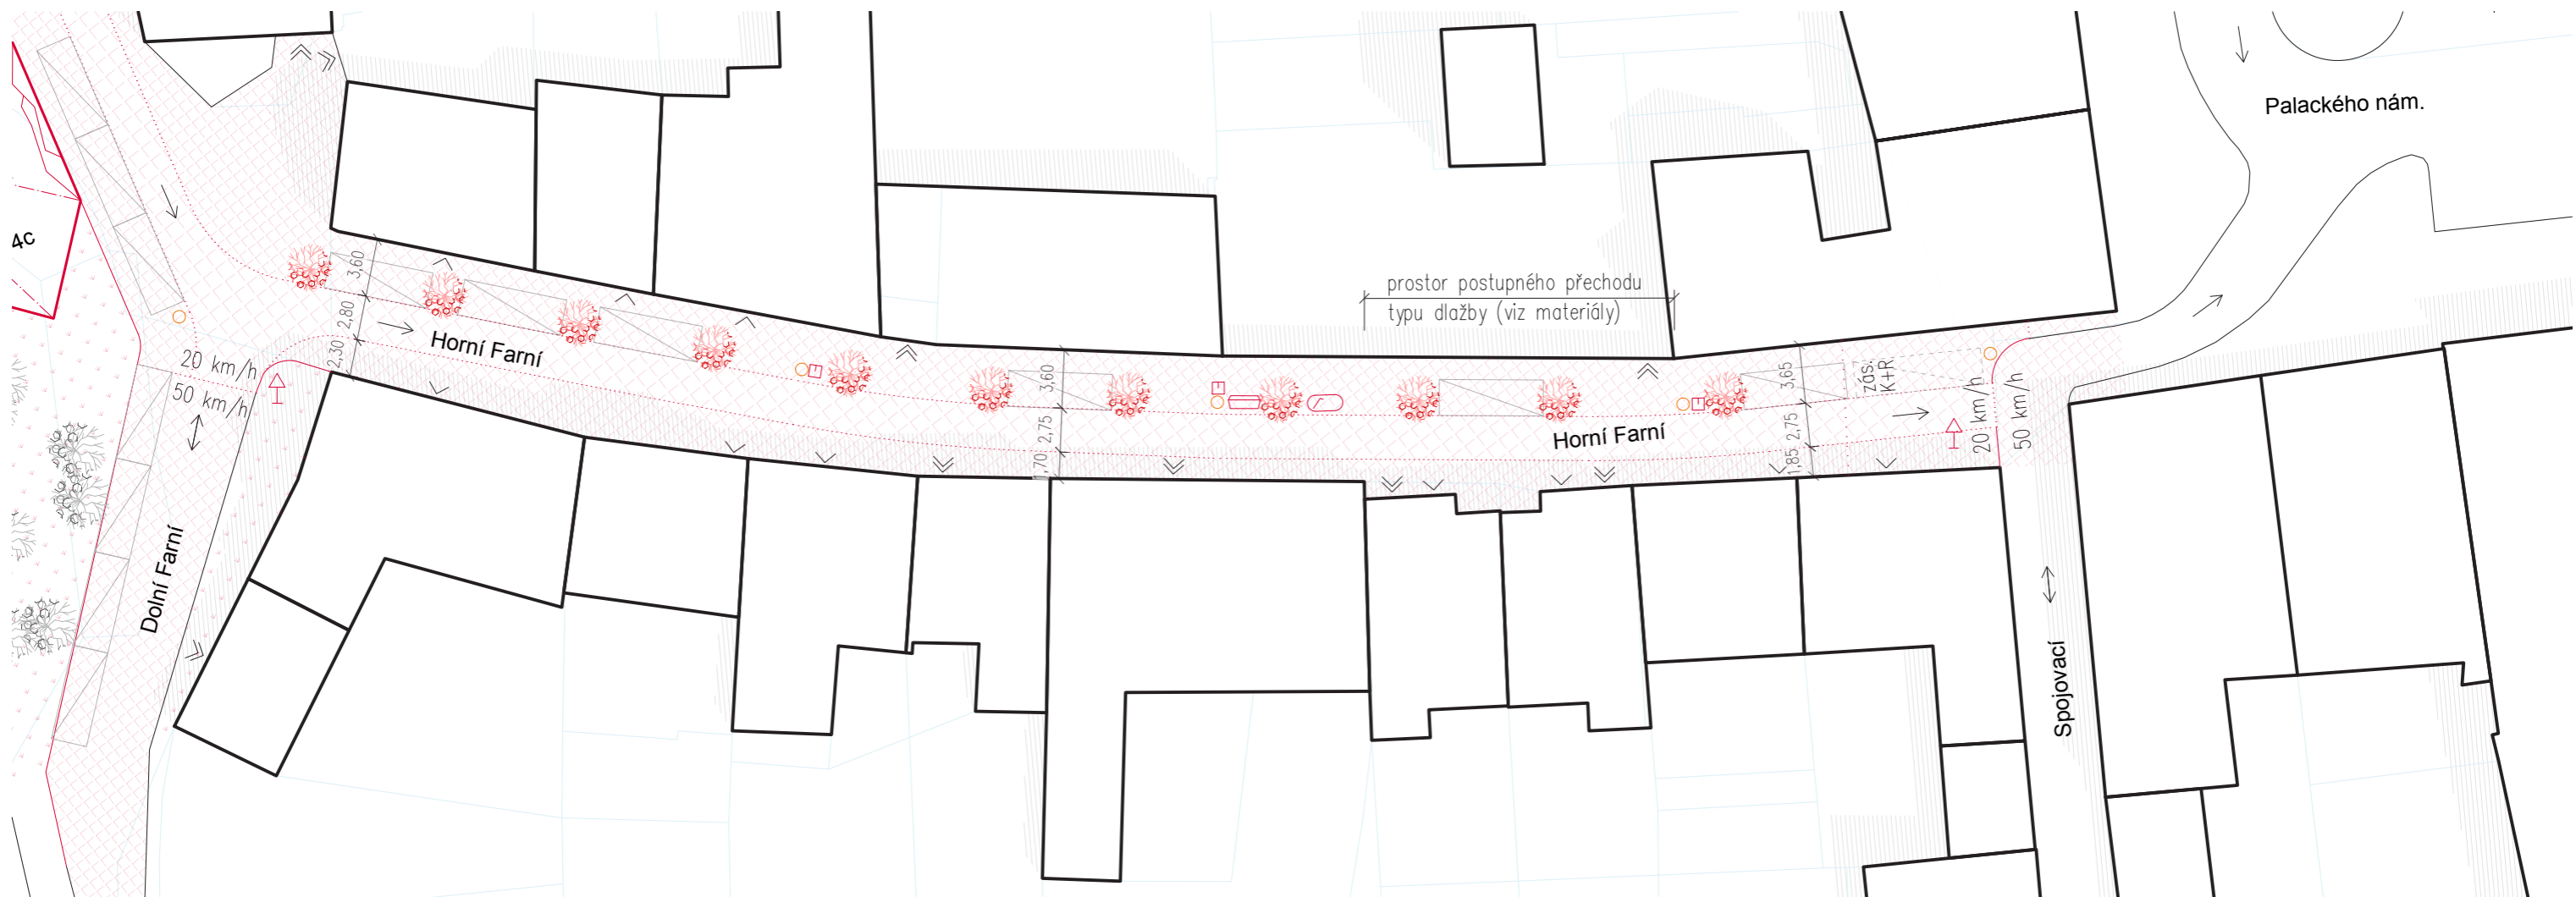 Palackého nám.
4c
3,60
2,80
2,30
Horní Farní
20 km/h
50 km/h
Dolní Farní
prostor postupného přechodu
typu dlažby (viz materiály)
3,60
2,75
1,70
Horní Farní
3,65
2,75
1,85
zás.
K+R
20 km/h
50 km/h
Spojovací